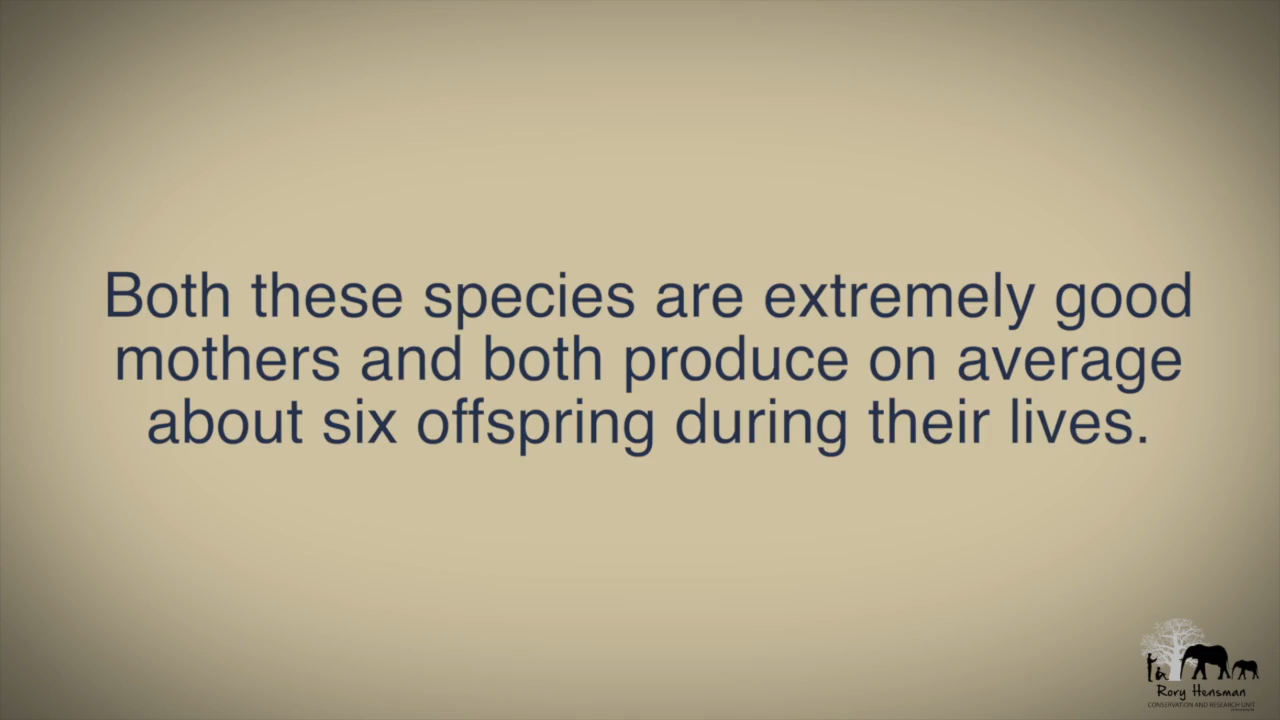 Both these species are extremely good
mothers and both produce on average
about six offspring during their lives.
Rory Hensman
CONSERVATION AND RESEARCH UNIT